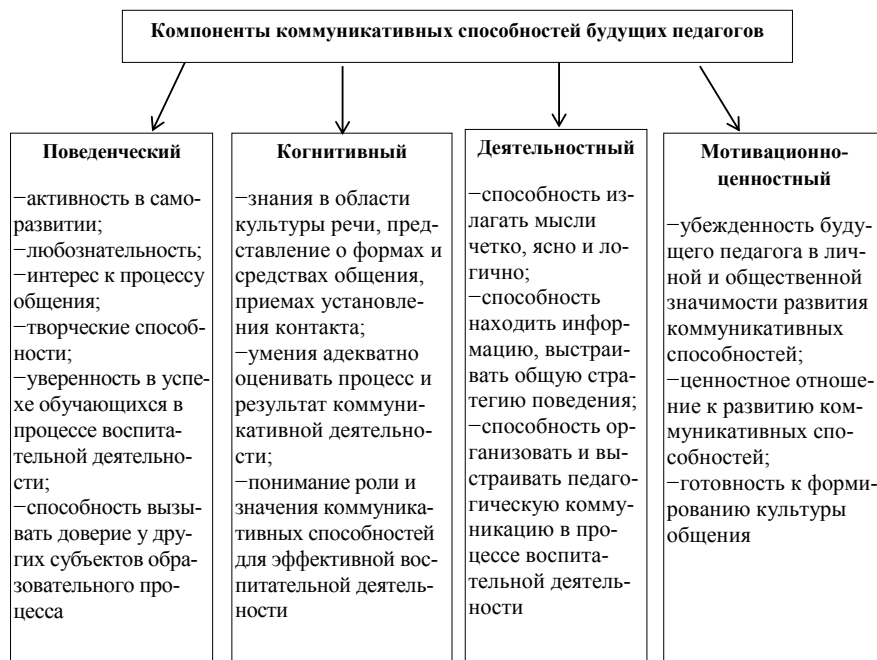 Компоненты коммуникативных способностей будущих педагогов
Поведенческий
−активность в само-
развитии;
−любознательность;
−интерес к процессу
общения;
−творческие способ-
ности;
−уверенность в успе-
хе обучающихся в
процессе воспита-
тельной деятельно-
сти;
−способность вызы-
вать доверие у дру-
гих субъектов обра-
зовательного про-
цесса
Когнитивный
−знания в области
культуры речи, пред-
ставление о формах и
средствах общения,
приемах установле-
ния контакта;
−умения адекватно
оценивать процесс и
результат коммуни-
кативной деятельно-
сти;
−понимание роли и
значения коммуника-
тивных способностей
для эффективной вос-
питательной деятель-
ности
Деятельностный
−способность из-
лагать мысли
четко, ясно и ло-
гично;
−способность
находить инфор-
мацию, выстраи-
вать общую стра-
тегию поведения;
−способность ор-
ганизовать и вы-
страивать педаго-
гическую комму-
никацию в про-
цессе воспита-
тельной деятель-
ности
Мотивационно-
ценностный
−убежденность буду-
щего педагога в лич-
ной и общественной
значимости развития
коммуникативных
способностей;
−ценностное отноше-
ние к развитию ком-
муникативных спо-
собностей;
−готовность к форми-
рованию культуры
общения